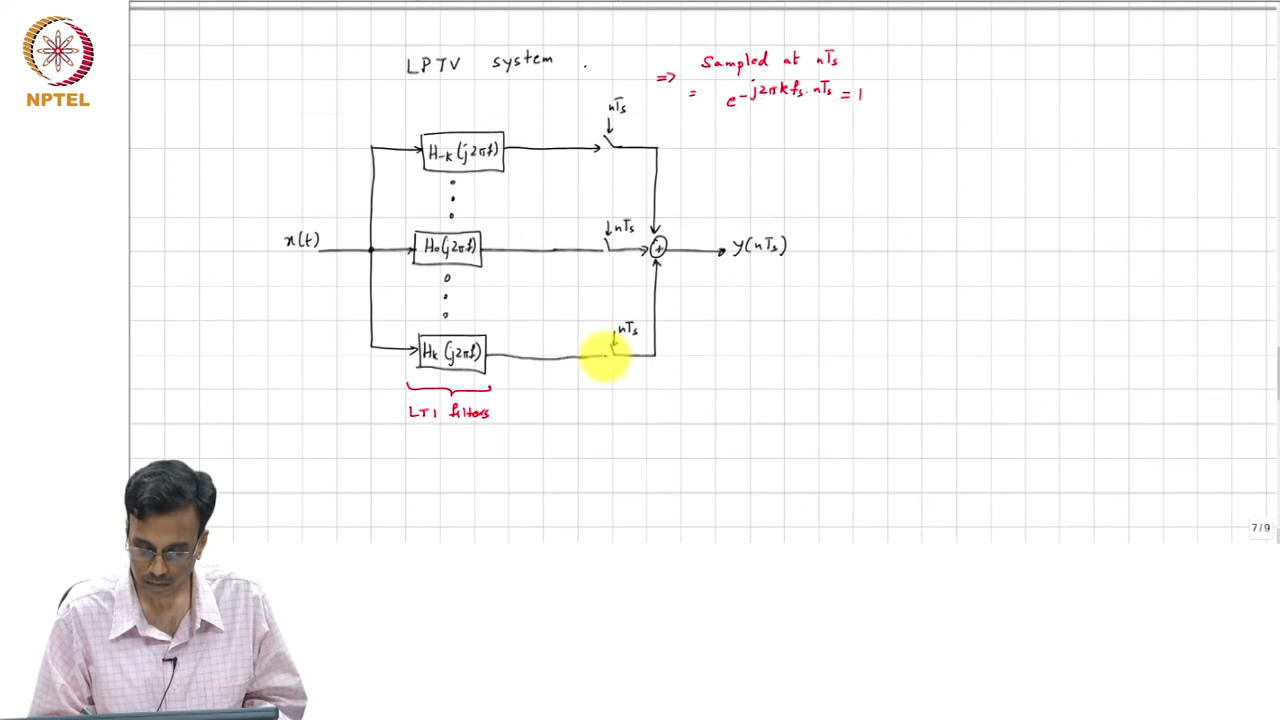 LPTV system .
⇒ Sampled at nTs
= e^-j2πkfs.nTs = 1
NPTEL
nTs
H-k(j2πf)
nTs
x(t)
H0(j2πf)
+
y(nTs)
nTs
Hk(j2πf)
LTI filters
7/9